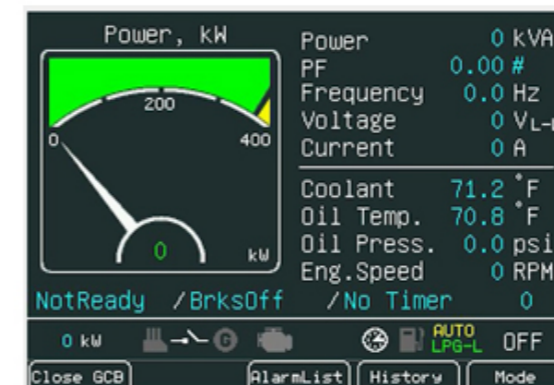 Power, kW
0
200
400
0
kW
Power 0 kVA
PF 0.00 #
Frequency 0.0 Hz
Voltage 0
Current 0 A
Coolant 71.2 °F
Oil Temp. 70.8 °F
Oil Press. 0.0 psi
Eng.Speed 0 RPM
NotReady /BrksOff /No Timer 0
0 kW G AUTO OFF
LPG-L
Close GCB AlarmList History Mode